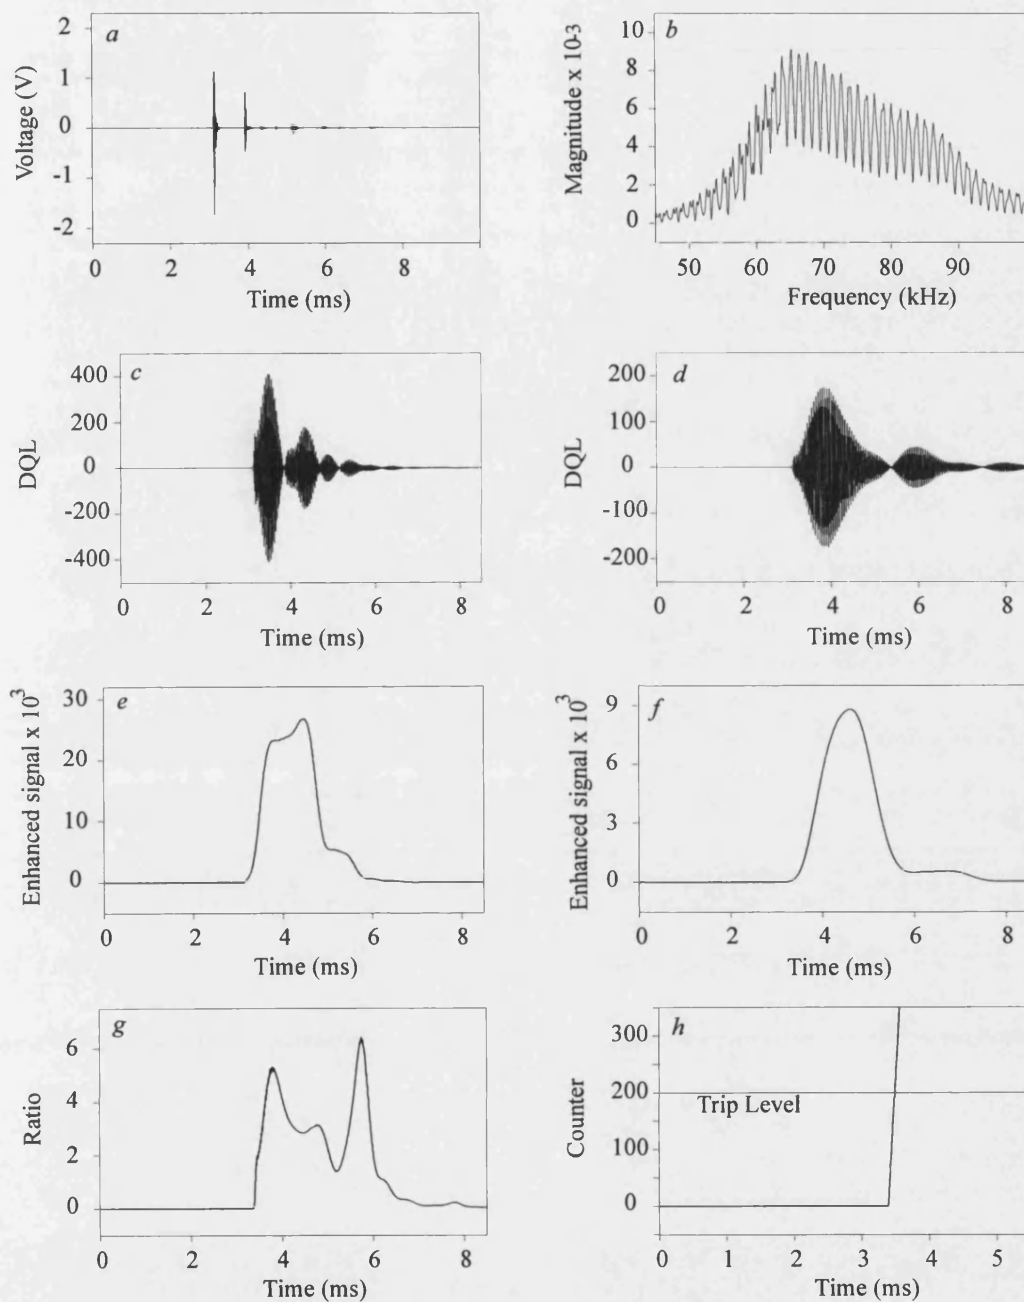 a
Voltage (V)
2
1
0
-1
-2
0 2 4 6 8
Time (ms)
b
Magnitude x 10-3
10
8
6
4
2
0
50 60 70 80 90
Frequency (kHz)
c
DQL
400
200
0
-200
-400
0 2 4 6 8
Time (ms)
d
DQL
200
100
0
-100
-200
0 2 4 6 8
Time (ms)
e
Enhanced signal x 10³
30
20
10
0
0 2 4 6 8
Time (ms)
f
Enhanced signal x 10³
9
6
3
0
0 2 4 6 8
Time (ms)
g
Ratio
6
4
2
0
0 2 4 6 8
Time (ms)
h
Counter
300
200
100
0
Trip Level
0 1 2 3 4 5
Time (ms)